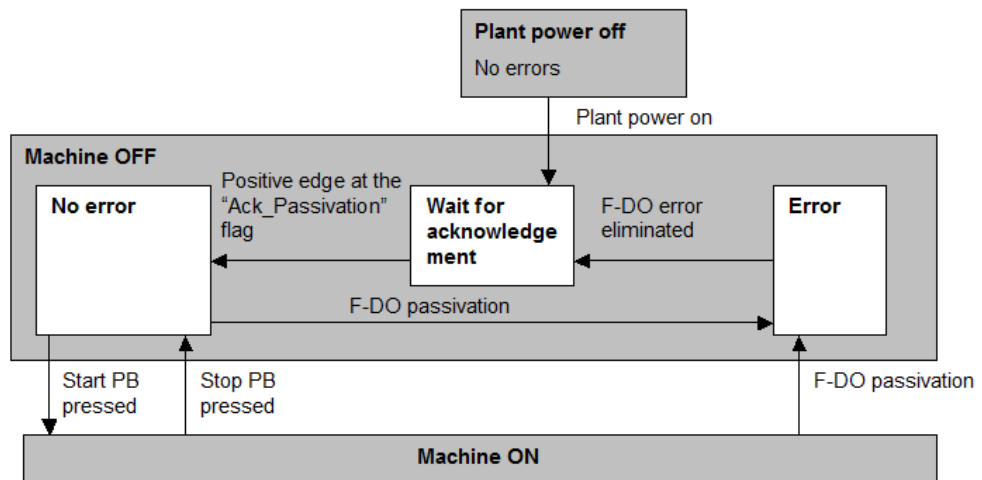 Plant power off
No errors
Plant power on
Machine OFF
No error
Positive edge at the
“Ack_Passivation”
flag
Wait for
acknowledge
ment
F-DO error
eliminated
Error
F-DO passivation
Start PB
pressed
Stop PB
pressed
F-DO passivation
Machine ON